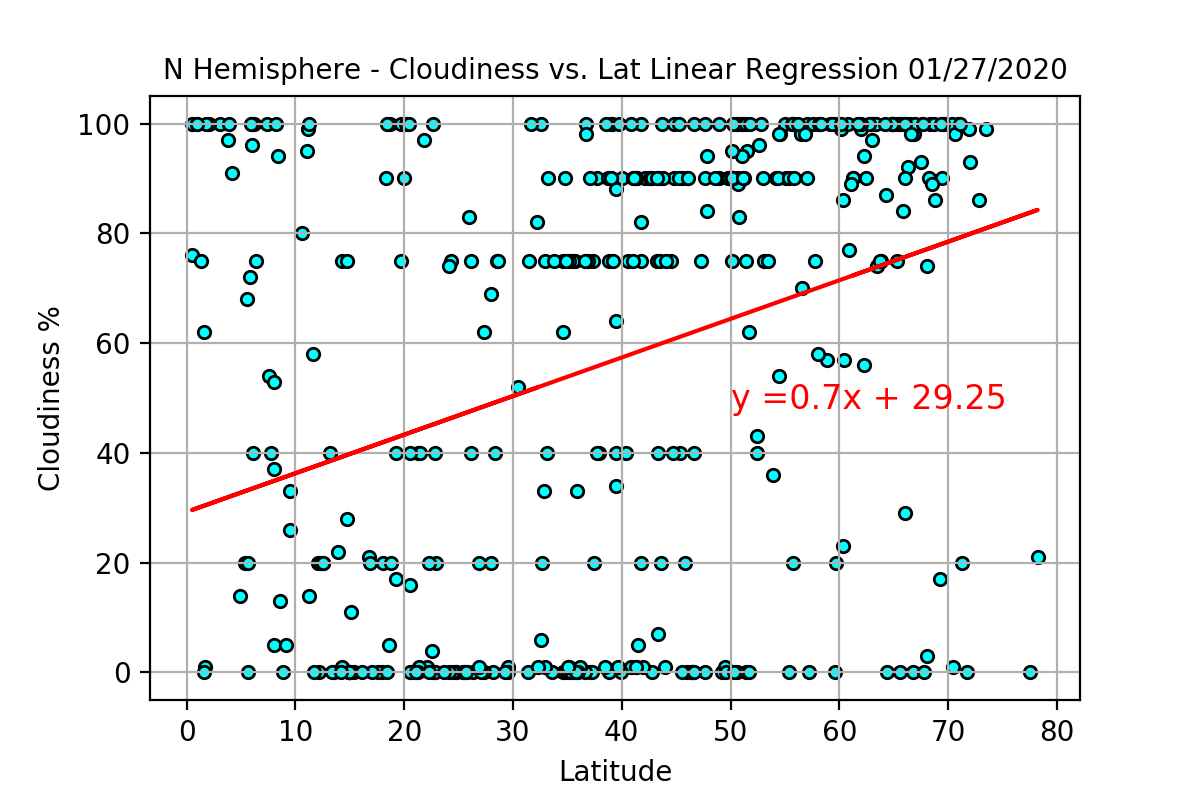 N Hemisphere - Cloudiness vs. Lat Linear Regression 01/27/2020
100
80
60
40
20
0
Cloudiness %
y =0.7x + 29.25
0 10 20 30 40 50 60 70 80
Latitude